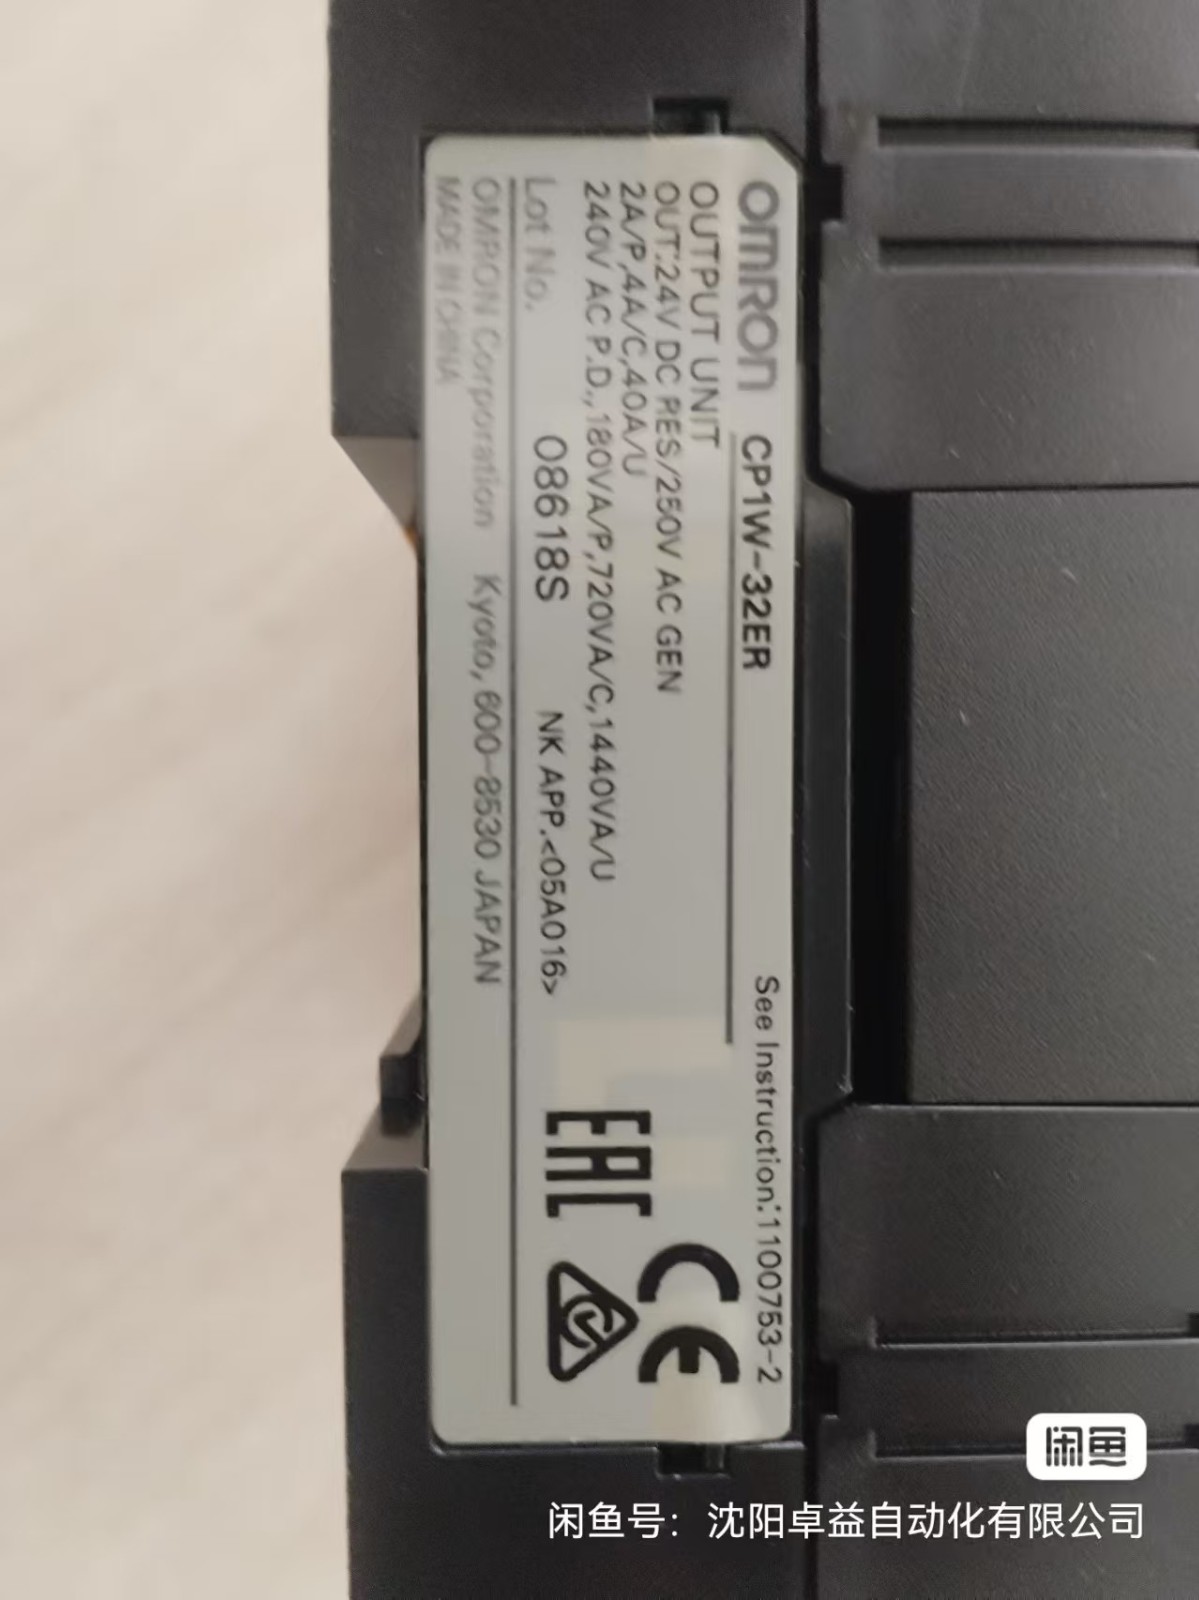 OMRON CP1W-32ER See Instruction:1100753-2
OUTPUT UNIT
OUT:24V DC RES/250V AC GEN
2A/P,4A/C,40A/U
240V AC P.D.,180VA/P,720VA/C,1440VA/U
Lot No. 08618S NK APP.<05A016>
OMRON Corporation Kyoto, 600-8530 JAPAN
MADE IN CHINA
EAC
CE
闲鱼
闲鱼号：沈阳卓益自动化有限公司